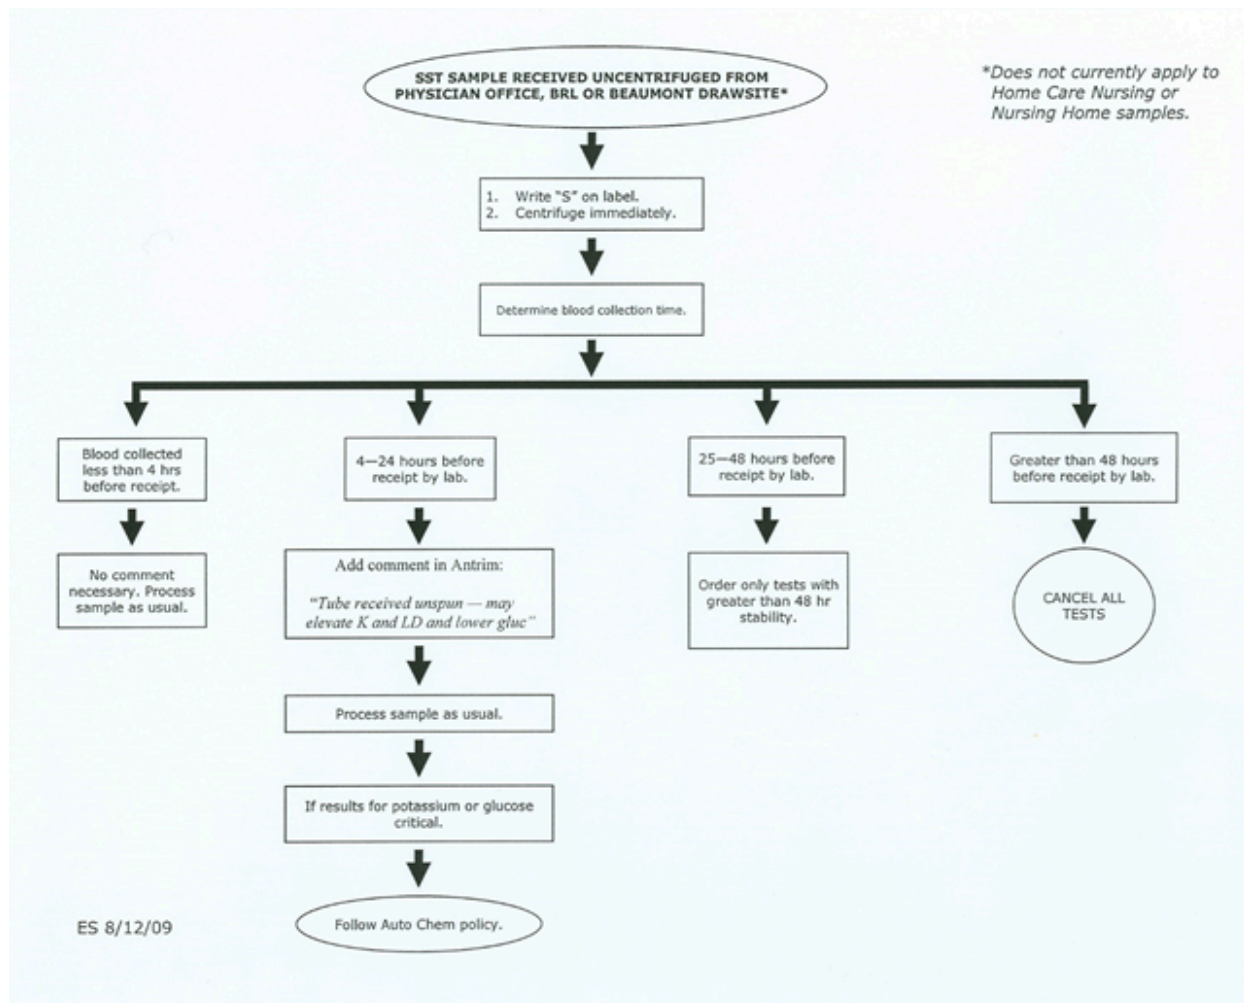 SST SAMPLE RECEIVED UNCENTRIFUGED FROM
PHYSICIAN OFFICE, BRL OR BEAUMONT DRAWSITE*
*Does not currently apply to
Home Care Nursing or
Nursing Home samples.
1. Write “S” on label.
2. Centrifuge immediately.
Determine blood collection time.
Blood collected
less than 4 hrs
before receipt.
4—24 hours before
receipt by lab.
25—48 hours before
receipt by lab.
Greater than 48 hours
before receipt by lab.
No comment
necessary. Process
sample as usual.
Add comment in Antrim:
“Tube received unspun — may
elevate K and LD and lower gluc”
Order only tests with
greater than 48 hr
stability.
CANCEL ALL
TESTS
Process sample as usual.
If results for potassium or glucose
critical.
Follow Auto Chem policy.
ES 8/12/09